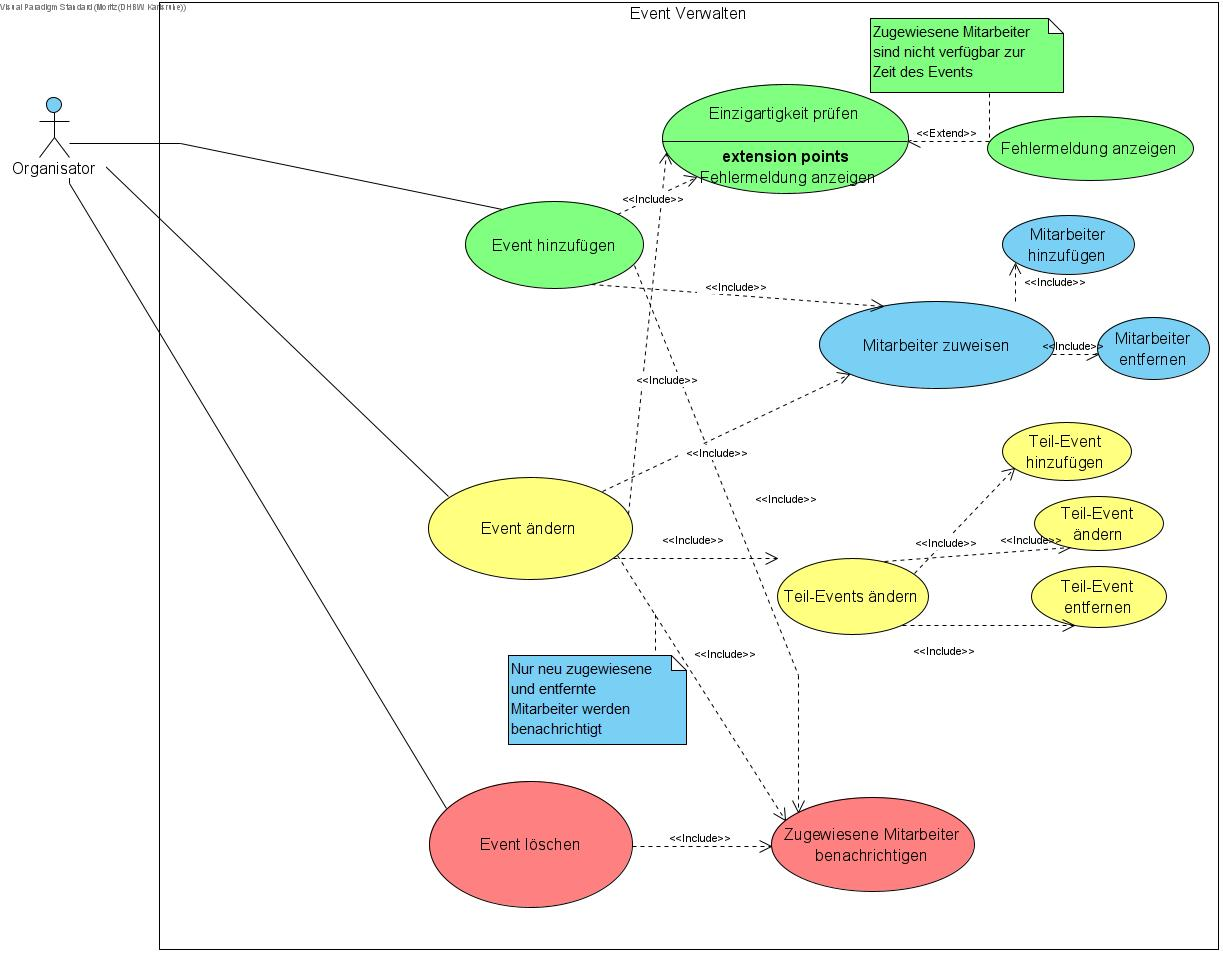 Visual Paradigm Standard(Moritz(DHBW Karlsruhe))
Event Verwalten
Zugewiesene Mitarbeiter
sind nicht verfügbar zur
Zeit des Events
Einzigartigkeit prüfen
<<Extend>>
Fehlermeldung anzeigen
extension points
Fehlermeldung anzeigen
Organisator
<<Include>>
Event hinzufügen
Mitarbeiter
hinzufügen
<<Include>>
<<Include>>
Mitarbeiter zuweisen
<<Include>>
Mitarbeiter
entfernen
<<Include>>
<<Include>>
Teil-Event
hinzufügen
<<Include>>
Event ändern
<<Include>>
<<Include>>
<<Include>>
Teil-Event
ändern
Teil-Events ändern
Teil-Event
entfernen
<<Include>>
<<Include>>
Nur neu zugewiesene
und entfernte
Mitarbeiter werden
benachrichtigt
Event löschen
<<Include>>
Zugewiesene Mitarbeiter
benachrichtigen